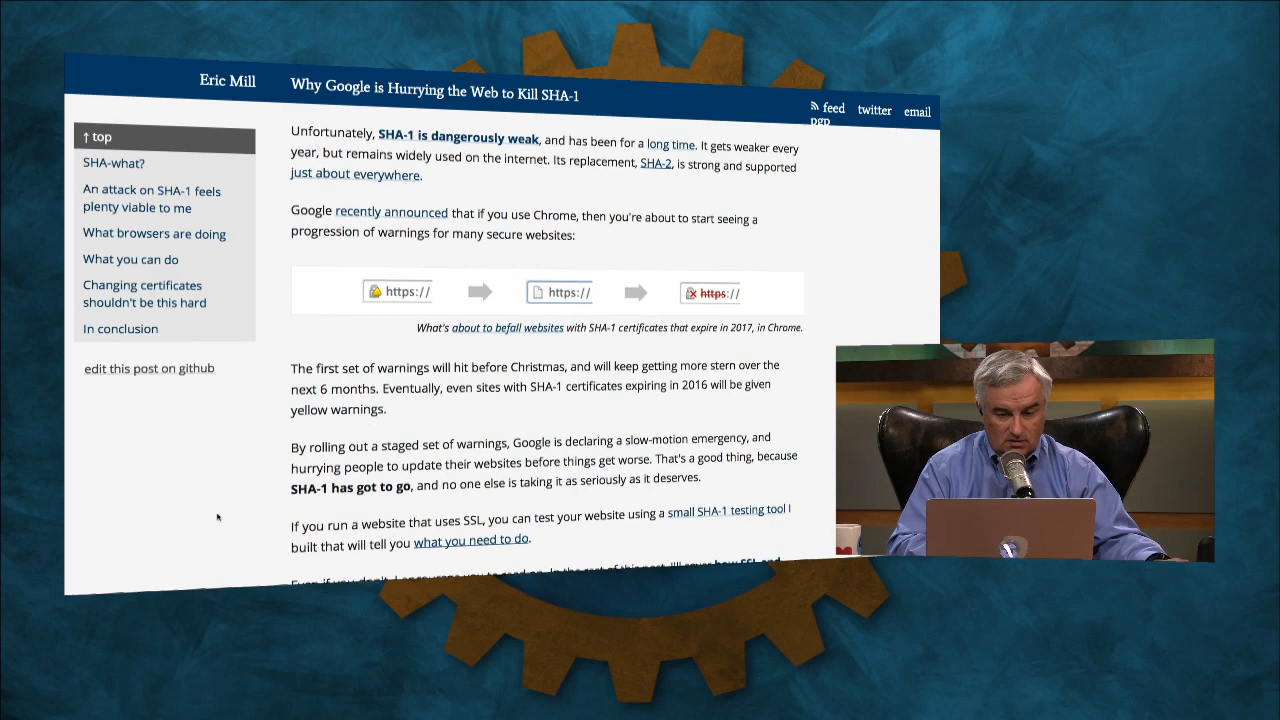 Eric Mill
Why Google is Hurrying the Web to Kill SHA-1
feed twitter email
pgp
↑ top
SHA-what?
An attack on SHA-1 feels
plenty viable to me
What browsers are doing
What you can do
Changing certificates
shouldn't be this hard
In conclusion
edit this post on github
Unfortunately, SHA-1 is dangerously weak, and has been for a long time. It gets weaker every
year, but remains widely used on the internet. Its replacement, SHA-2, is strong and supported
just about everywhere.
Google recently announced that if you use Chrome, then you're about to start seeing a
progression of warnings for many secure websites:
https:// https:// https://
What's about to befall websites with SHA-1 certificates that expire in 2017, in Chrome.
The first set of warnings will hit before Christmas, and will keep getting more stern over the
next 6 months. Eventually, even sites with SHA-1 certificates expiring in 2016 will be given
yellow warnings.
By rolling out a staged set of warnings, Google is declaring a slow-motion emergency, and
hurrying people to update their websites before things get worse. That's a good thing, because
SHA-1 has got to go, and no one else is taking it as seriously as it deserves.
If you run a website that uses SSL, you can test your website using a small SHA-1 testing tool I
built that will tell you what you need to do.